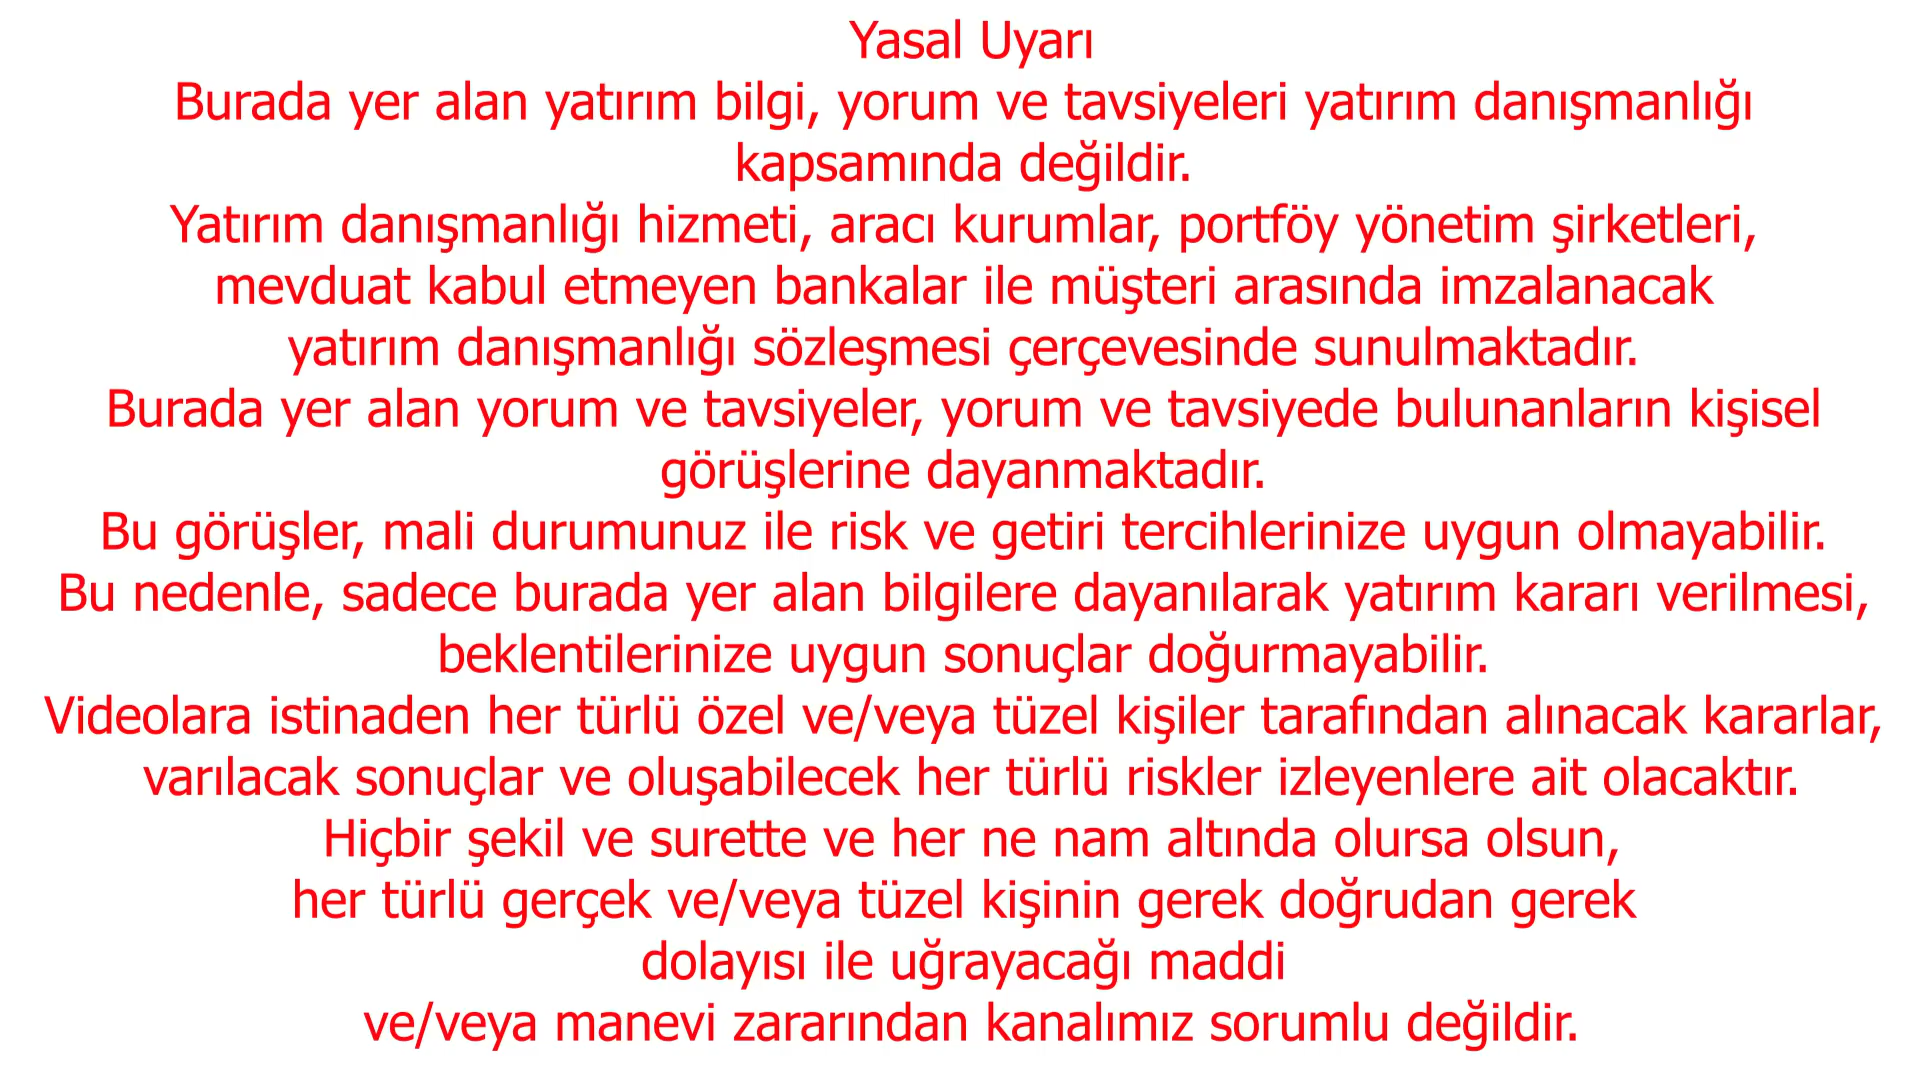 Yasal Uyarı
Burada yer alan yatırım bilgi, yorum ve tavsiyeleri yatırım danışmanlığı
kapsamında değildir.
Yatırım danışmanlığı hizmeti, aracı kurumlar, portföy yönetim şirketleri,
mevduat kabul etmeyen bankalar ile müşteri arasında imzalanacak
yatırım danışmanlığı sözleşmesi çerçevesinde sunulmaktadır.
Burada yer alan yorum ve tavsiyeler, yorum ve tavsiyede bulunanların kişisel
görüşlerine dayanmaktadır.
Bu görüşler, mali durumunuz ile risk ve getiri tercihlerinize uygun olmayabilir.
Bu nedenle, sadece burada yer alan bilgilere dayanılarak yatırım kararı verilmesi,
beklentilerinize uygun sonuçlar doğurmayabilir.
Videolara istinaden her türlü özel ve/veya tüzel kişiler tarafından alınacak kararlar,
varılacak sonuçlar ve oluşabilecek her türlü riskler izleyenlere ait olacaktır.
Hiçbir şekil ve surette ve her ne nam altında olursa olsun,
her türlü gerçek ve/veya tüzel kişinin gerek doğrudan gerek
dolayısı ile uğrayacağı maddi
ve/veya manevi zararından kanalımız sorumlu değildir.